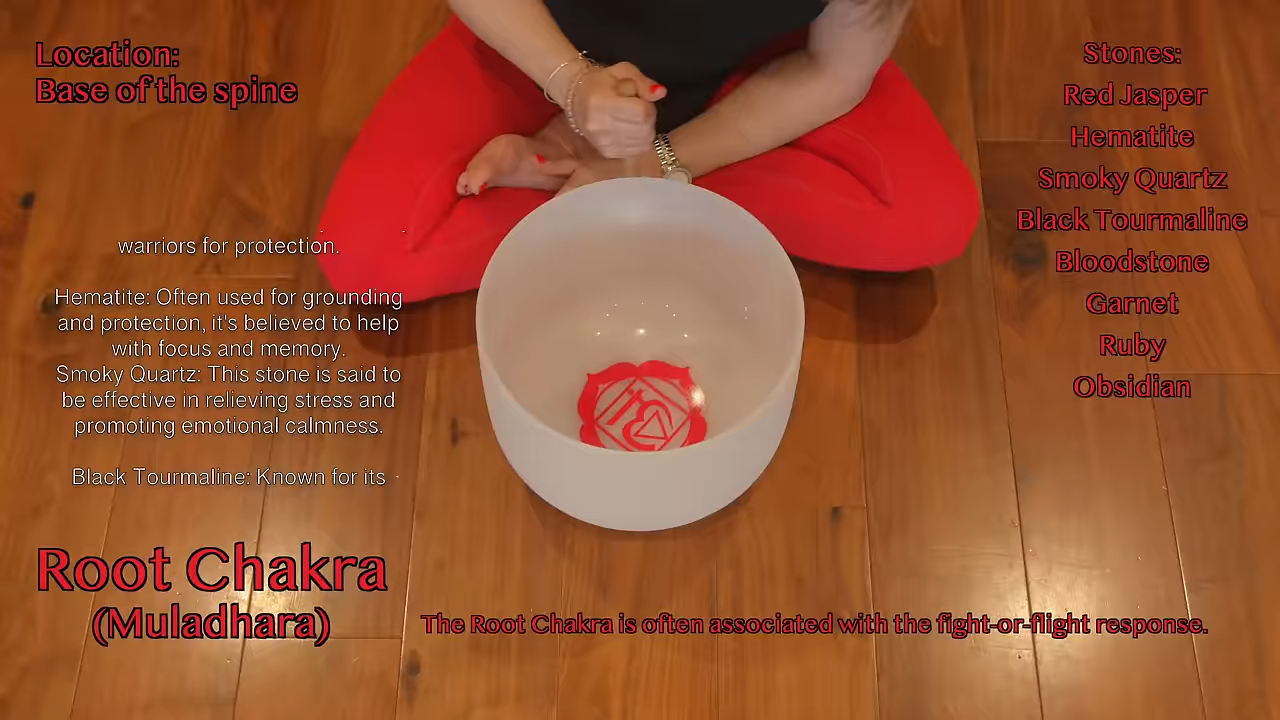 Location:
Base of the spine
Stones:
Red Jasper
Hematite
Smoky Quartz
Black Tourmaline
Bloodstone
Garnet
Ruby
Obsidian
warriors for protection.
Hematite: Often used for grounding
and protection, it's believed to help
with focus and memory.
Smoky Quartz: This stone is said to
be effective in relieving stress and
promoting emotional calmness.
Black Tourmaline: Known for its
Root Chakra
(Muladhara)
The Root Chakra is often associated with the fight-or-flight response.